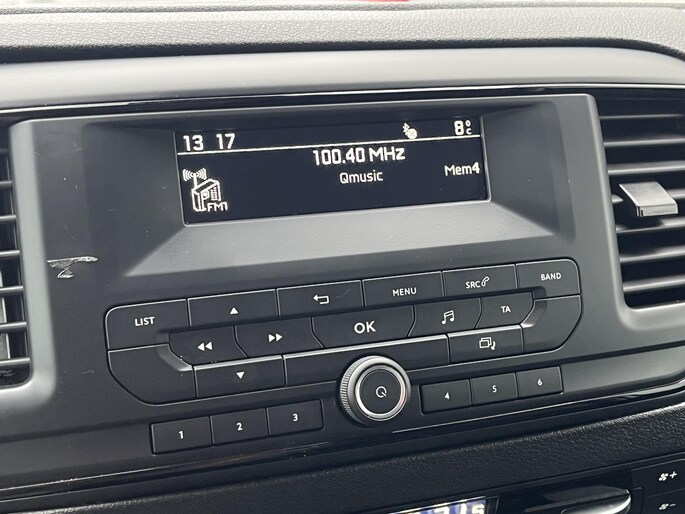 13 17
8°C
100.40 MHz
Qmusic
Mem4
FM1
LIST
MENU
SRC
BAND
OK
TA
1
2
3
4
5
6